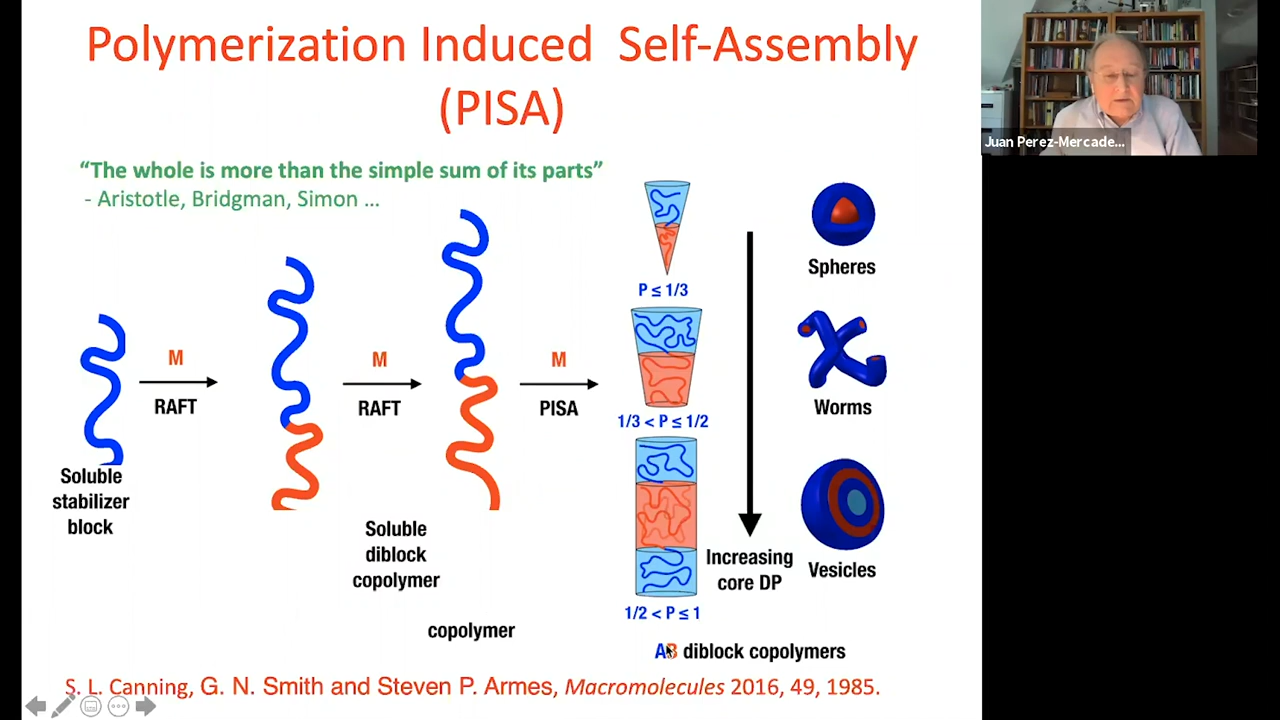 Polymerization Induced Self-Assembly
(PISA)
Juan Perez-Mercade...
“The whole is more than the simple sum of its parts”
- Aristotle, Bridgman, Simon ...
M
RAFT
M
RAFT
M
PISA
Soluble
stabilizer
block
Soluble
diblock
copolymer
copolymer
P ≤ 1/3
1/3 < P ≤ 1/2
1/2 < P ≤ 1
Increasing
core DP
Spheres
Worms
Vesicles
AB diblock copolymers
S. L. Canning, G. N. Smith and Steven P. Armes, Macromolecules 2016, 49, 1985.